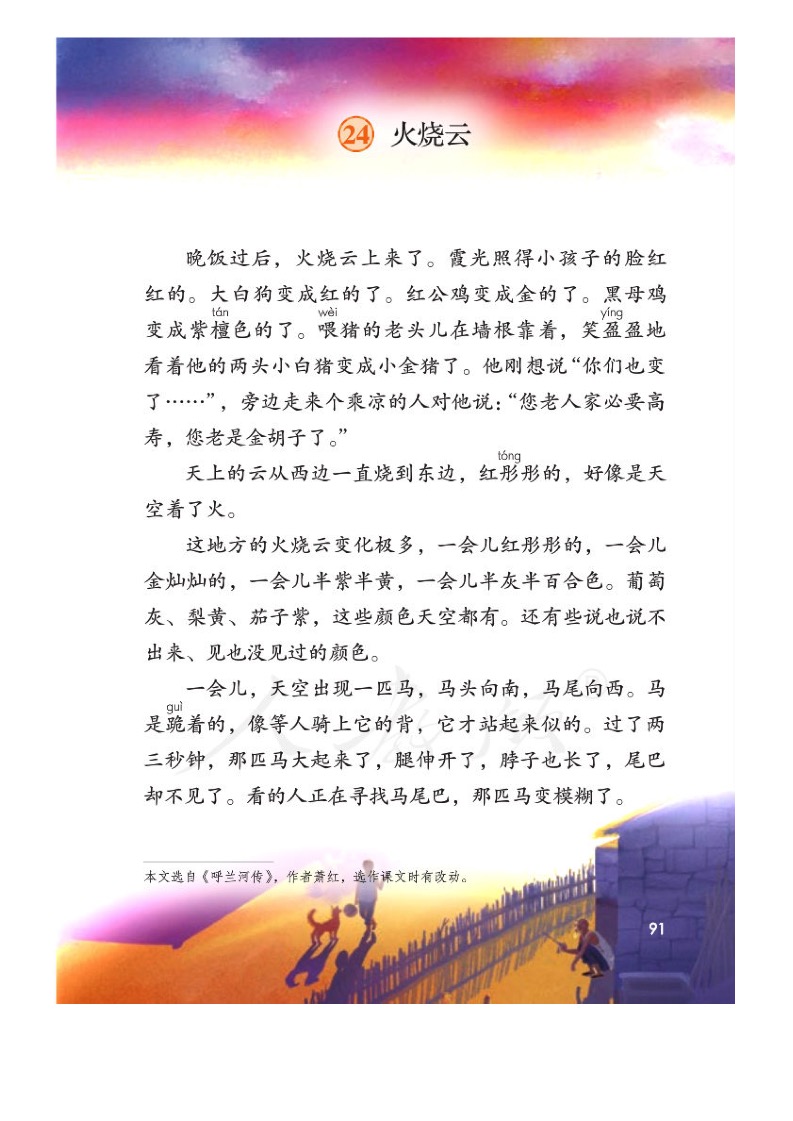 24 火烧云
晚饭过后，火烧云上来了。霞光照得小孩子的脸红
红的。大白狗变成红的了。红公鸡变成金的了。黑母鸡
tán wèi yíng
变成紫檀色的了。喂猪的老头儿在墙根靠着，笑盈盈地
看着他的两头小白猪变成小金猪了。他刚想说“你们也变
了……”，旁边走来个乘凉的人对他说：“您老人家必要高
寿，您老是金胡子了。”
tóng
天上的云从西边一直烧到东边，红彤彤的，好像是天
空着了火。
这地方的火烧云变化极多，一会儿红彤彤的，一会儿
金灿灿的，一会儿半紫半黄，一会儿半灰半百合色。葡萄
灰、梨黄、茄子紫，这些颜色天空都有。还有些说也说不
出来、见也没见过的颜色。
一会儿，天空出现一匹马，马头向南，马尾向西。马
guì
是跪着的，像等人骑上它的背，它才站起来似的。过了两
三秒钟，那匹马大起来了，腿伸开了，脖子也长了，尾巴
却不见了。看的人正在寻找马尾巴，那匹马变模糊了。
人教版®
本文选自《呼兰河传》，作者萧红，选作课文时有改动。
91